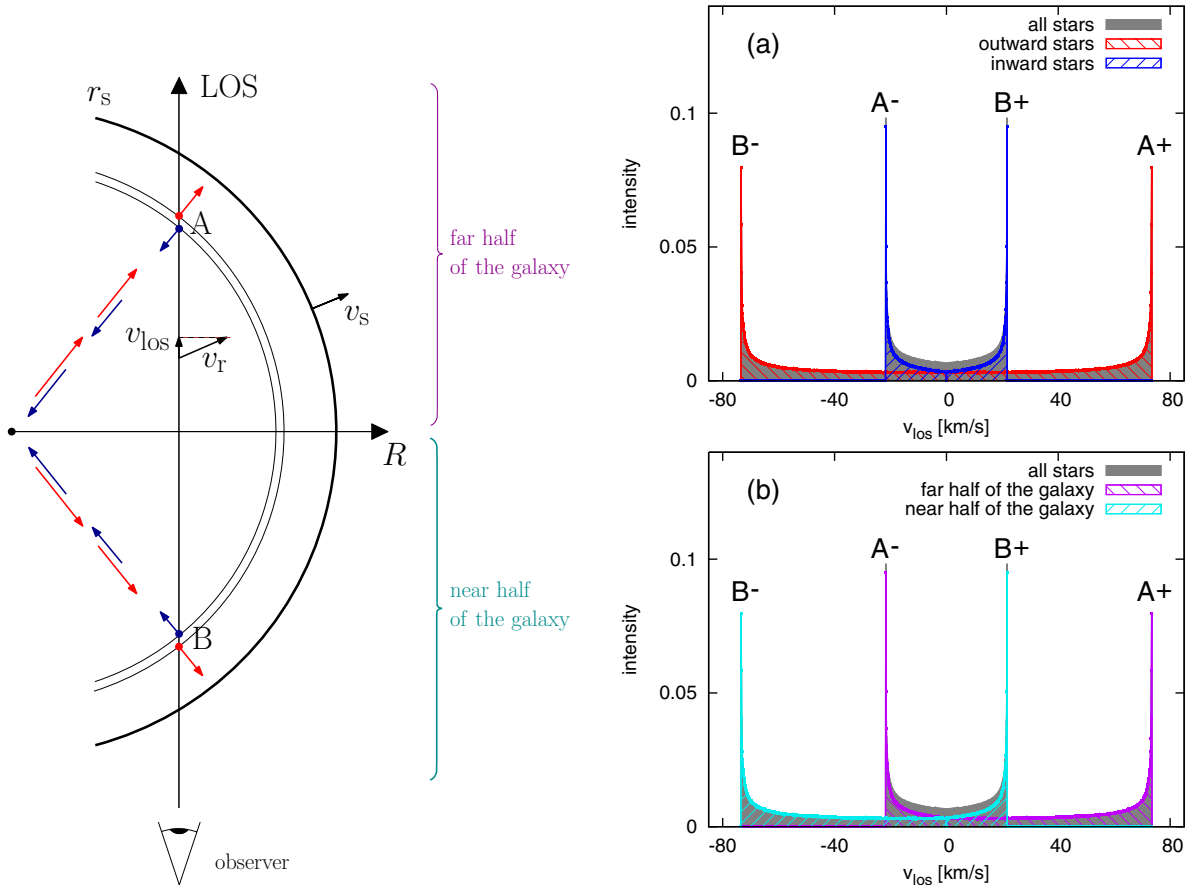 LOS
r_s
A
far half
of the galaxy
v_s
v_los
v_r
R
near half
of the galaxy
B
observer
(a)
all stars
outward stars
inward stars
A-
B+
B-
A+
0.1
0.05
0
intensity
-80
-40
0
40
80
v_los [km/s]
(b)
all stars
far half of the galaxy
near half of the galaxy
A-
B+
B-
A+
0.1
0.05
0
intensity
-80
-40
0
40
80
v_los [km/s]